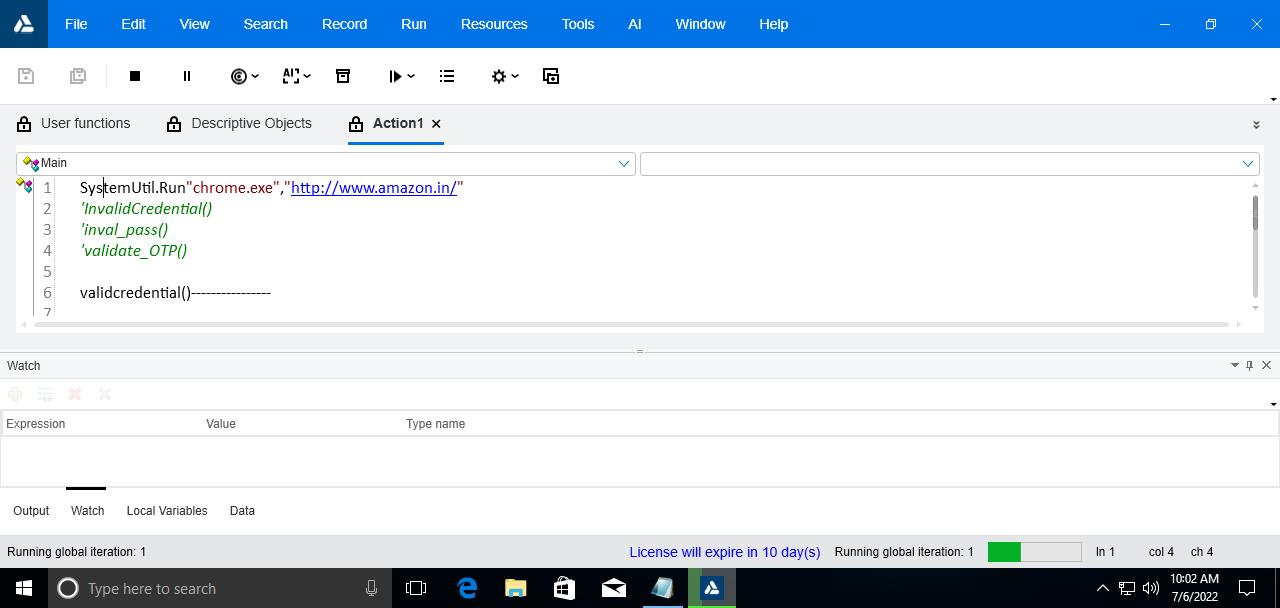 File Edit View Search Record Run Resources Tools AI Window Help
User functions Descriptive Objects Action1
Main
1 SystemUtil.Run"chrome.exe","http://www.amazon.in/"
2 'InvalidCredential()
3 'inval_pass()
4 'validate_OTP()
5
6 validcredential()----------------
7
Watch
Expression Value Type name
Output Watch Local Variables Data
Running global iteration: 1 License will expire in 10 day(s) Running global iteration: 1 ln 1 col 4 ch 4
Type here to search 10:02 AM
7/6/2022